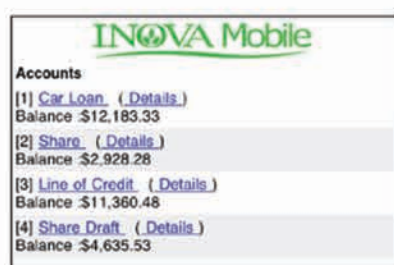 INOVA Mobile
Accounts
[1] Car Loan (Details)
Balance :$12,183.33
[2] Share (Details)
Balance :$2,928.28
[3] Line of Credit (Details)
Balance :$11,360.48
[4] Share Draft (Details)
Balance :$4,635.53